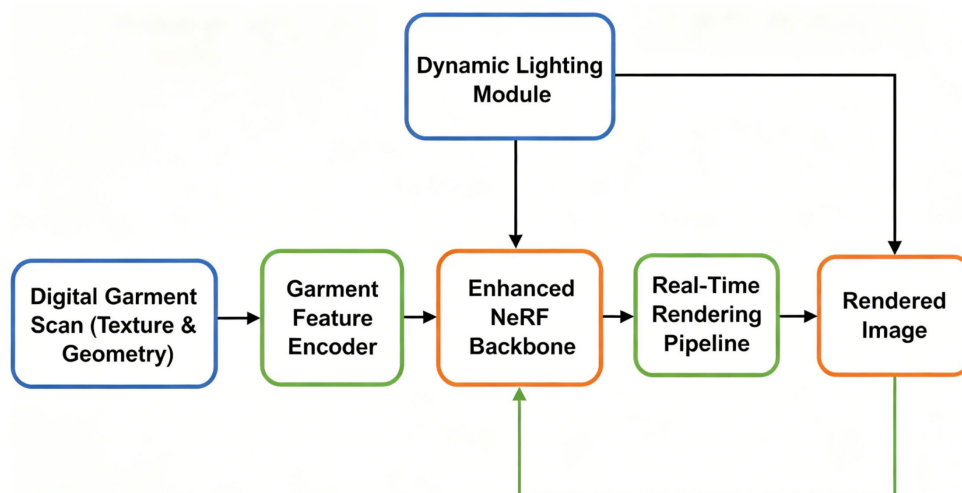 Dynamic Lighting
Module
Digital Garment
Scan (Texture &
Geometry)
Garment
Feature
Encoder
Enhanced
NeRF
Backbone
Real-Time
Rendering
Pipeline
Rendered
Image